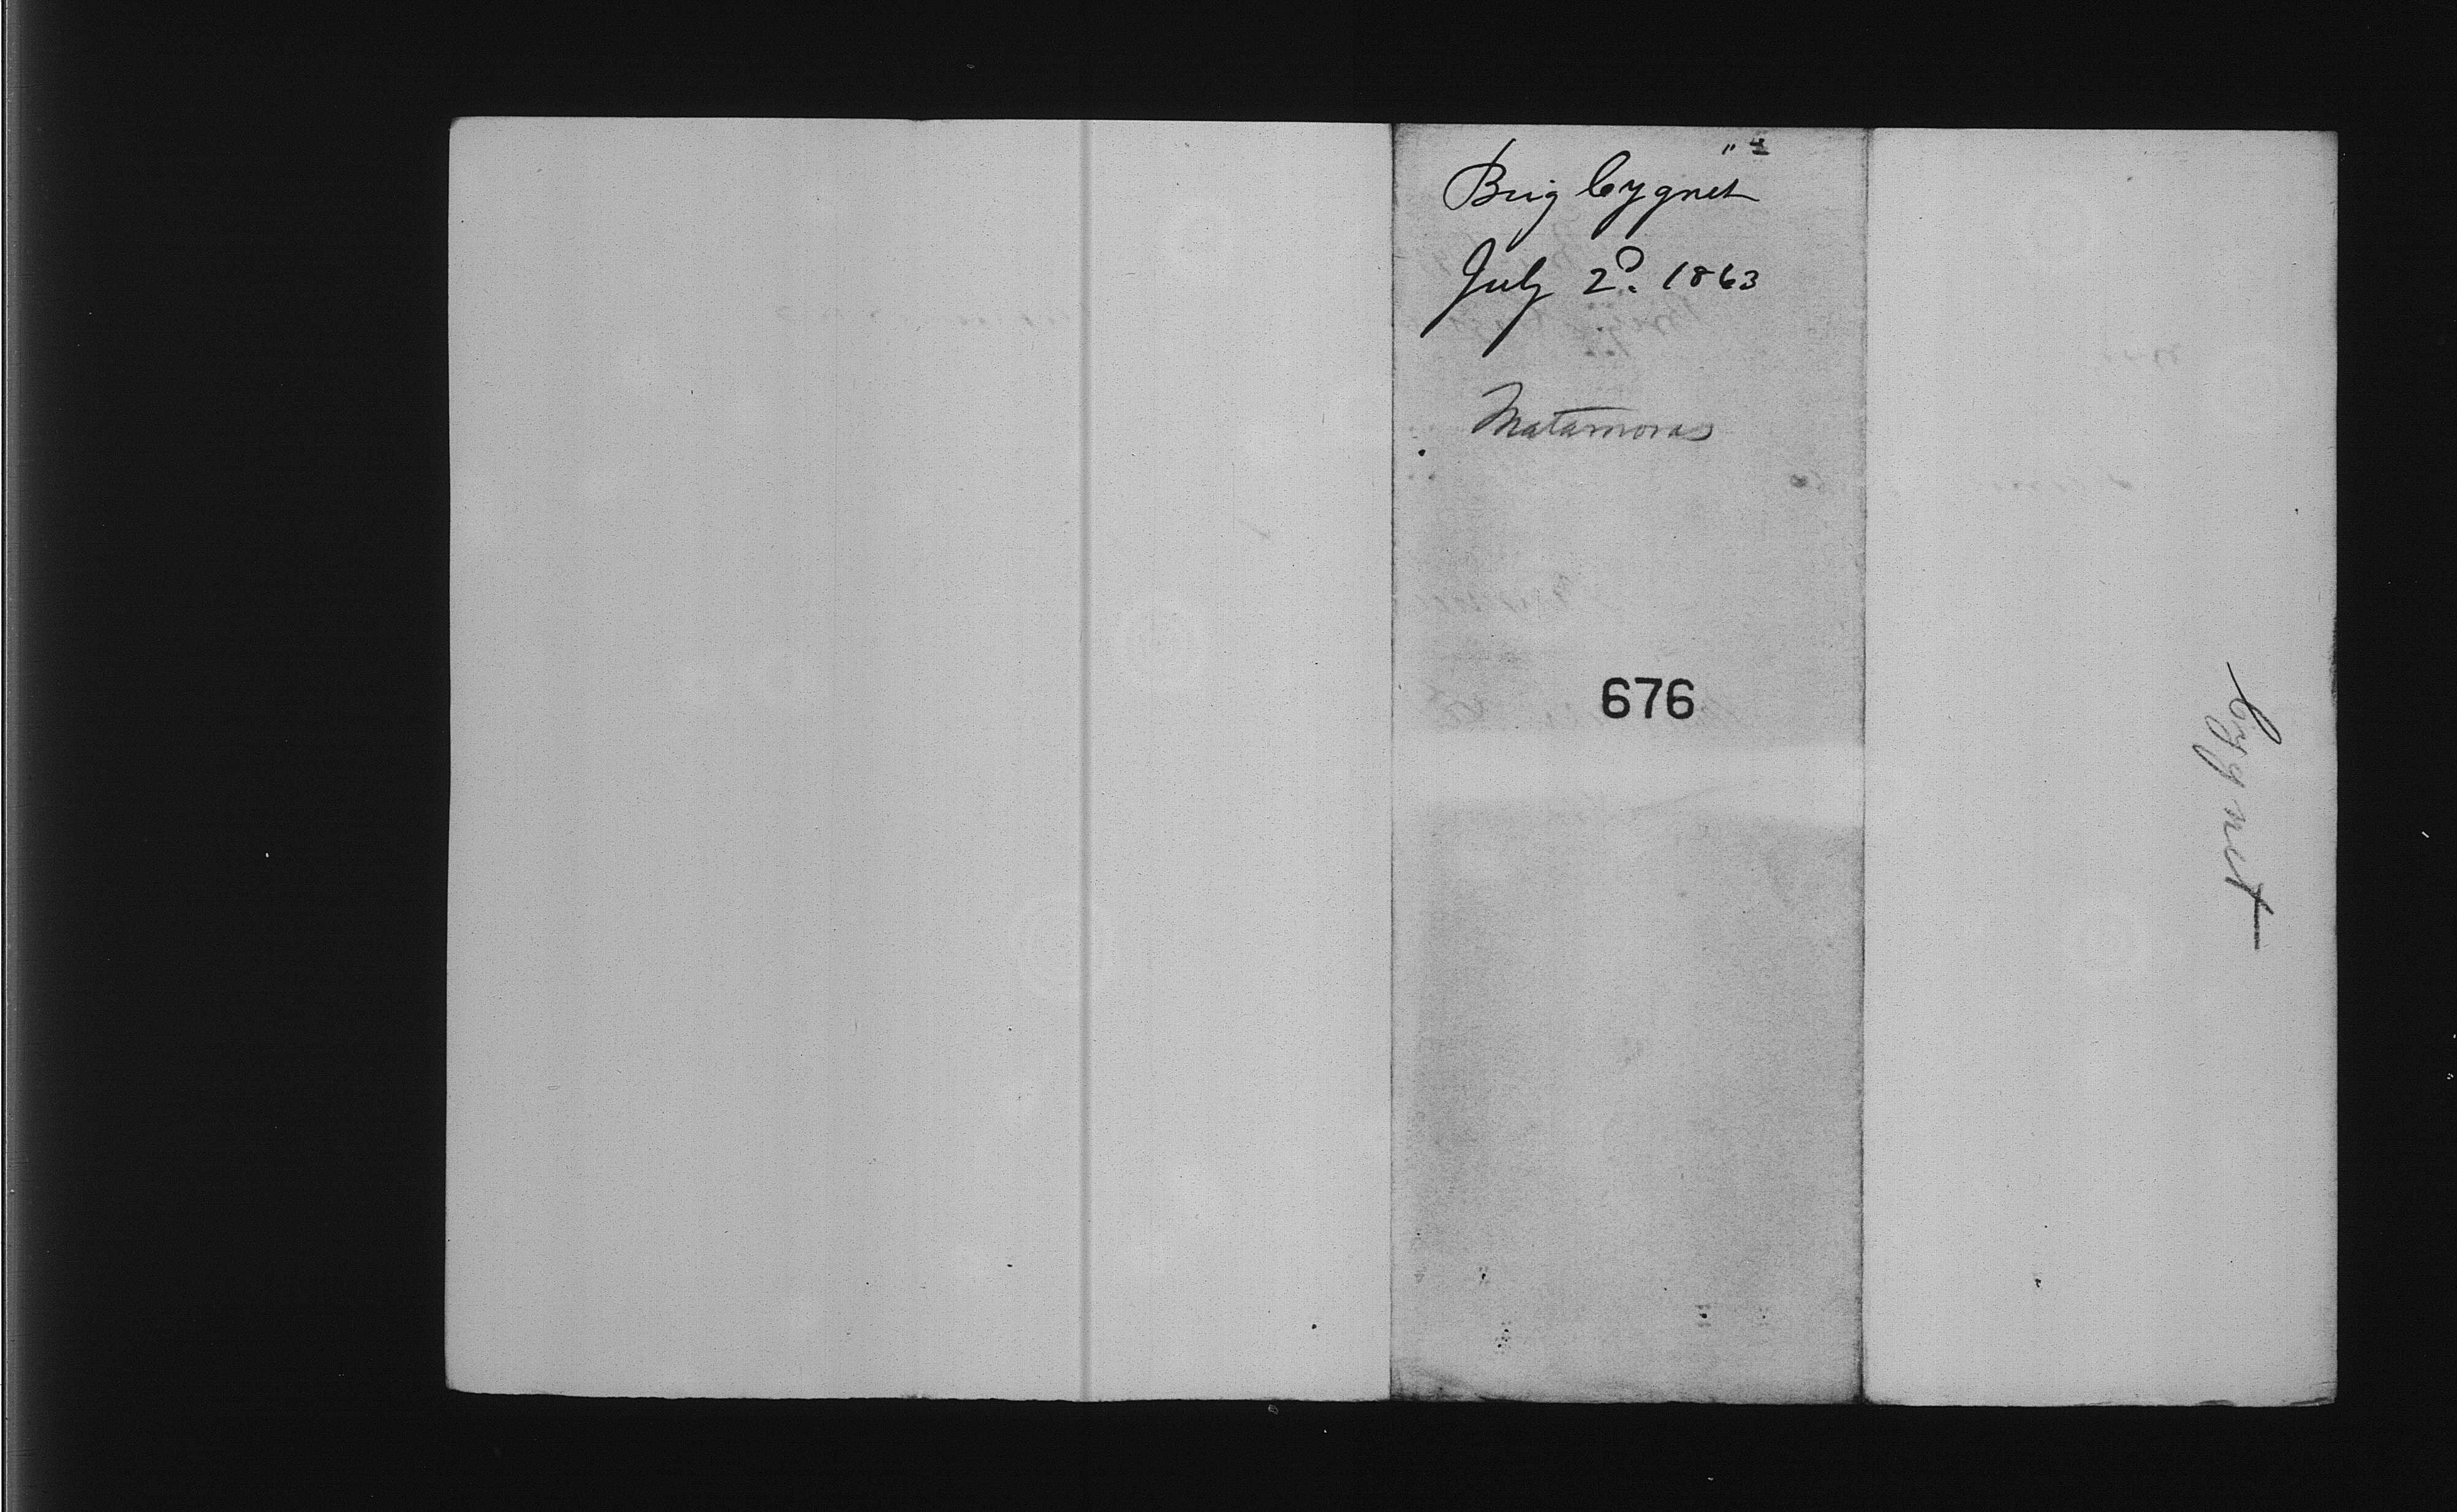 Brig Cygnet
July 2d. 1863
Matamoras
676
Cygnet